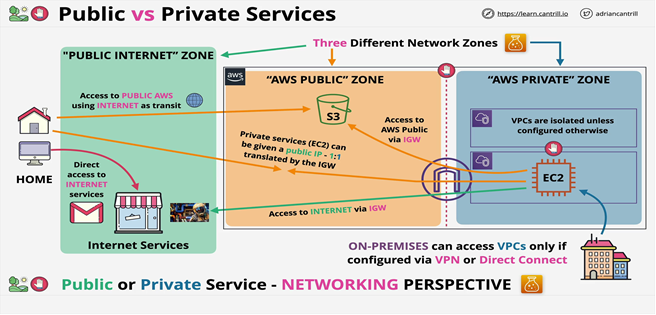 Public vs Private Services
https://learn.cantrill.io
adriancantrill
Three Different Network Zones
"PUBLIC INTERNET” ZONE
aws
“AWS PUBLIC” ZONE
“AWS PRIVATE” ZONE
Access to PUBLIC AWS
using INTERNET as transit
S3
Access to
AWS Public
via IGW
VPCs are isolated unless
configured otherwise
Private services (EC2) can
be given a public IP - 1:1
translated by the IGW
HOME
Direct
access to
INTERNET
services
EC2
Access to INTERNET via IGW
Internet Services
ON-PREMISES can access VPCs only if
configured via VPN or Direct Connect
Public or Private Service - NETWORKING PERSPECTIVE